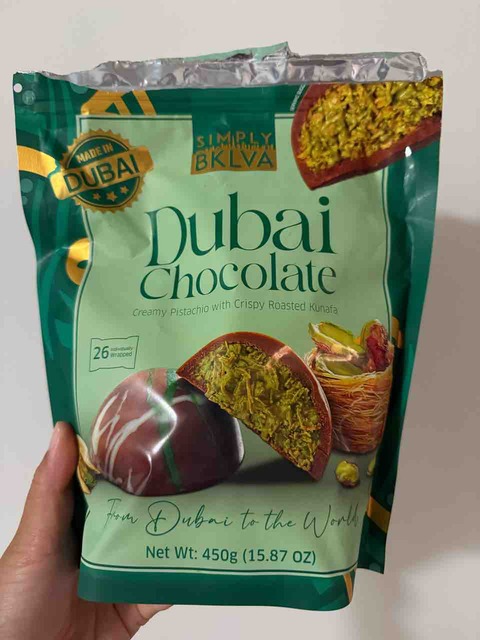 SIMPLY
BKLVA
MADE IN
DUBAI
Dubai
Chocolate
Creamy Pistachio with Crispy Roasted Kunafa
26 Individually
Wrapped
From Dubai to the World
Net Wt: 450g (15.87 OZ)